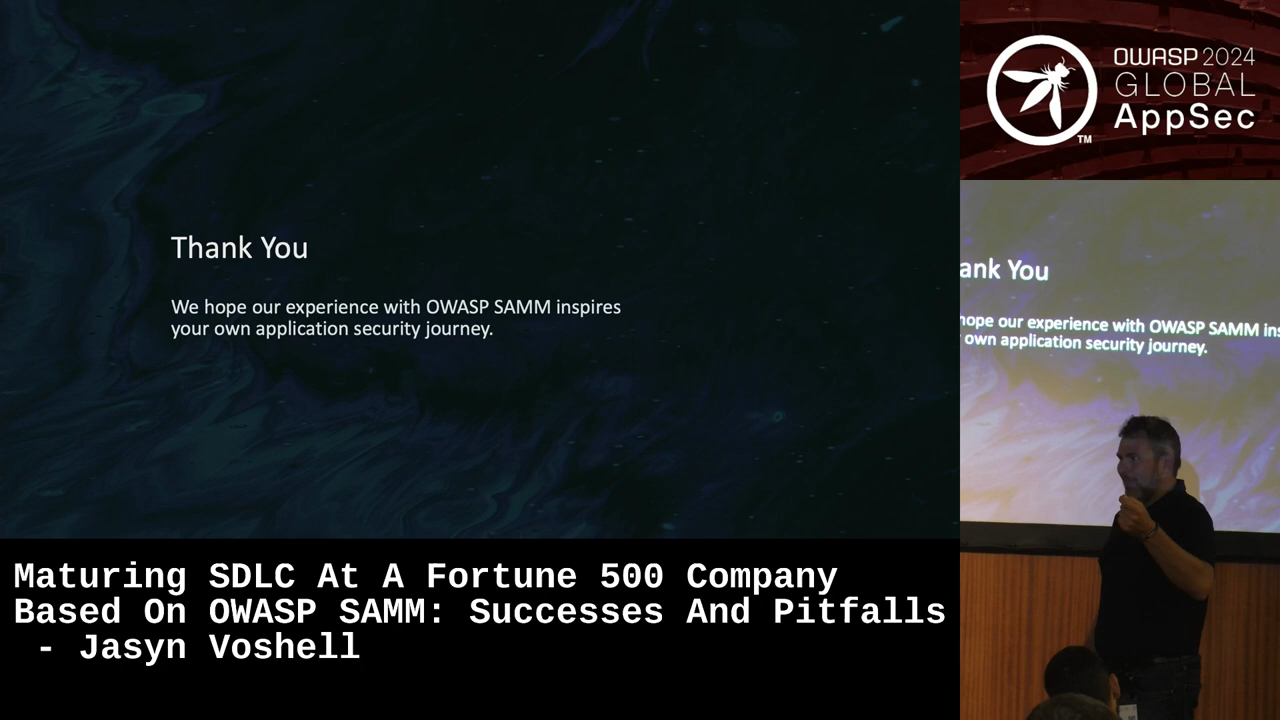 Thank You
We hope our experience with OWASP SAMM inspires
your own application security journey.
Maturing SDLC At A Fortune 500 Company
Based On OWASP SAMM: Successes And Pitfalls
- Jasyn Voshell
OWASP 2024
GLOBAL
AppSec
TM
ank You
hope our experience with OWASP SAMM ins
own application security journey.